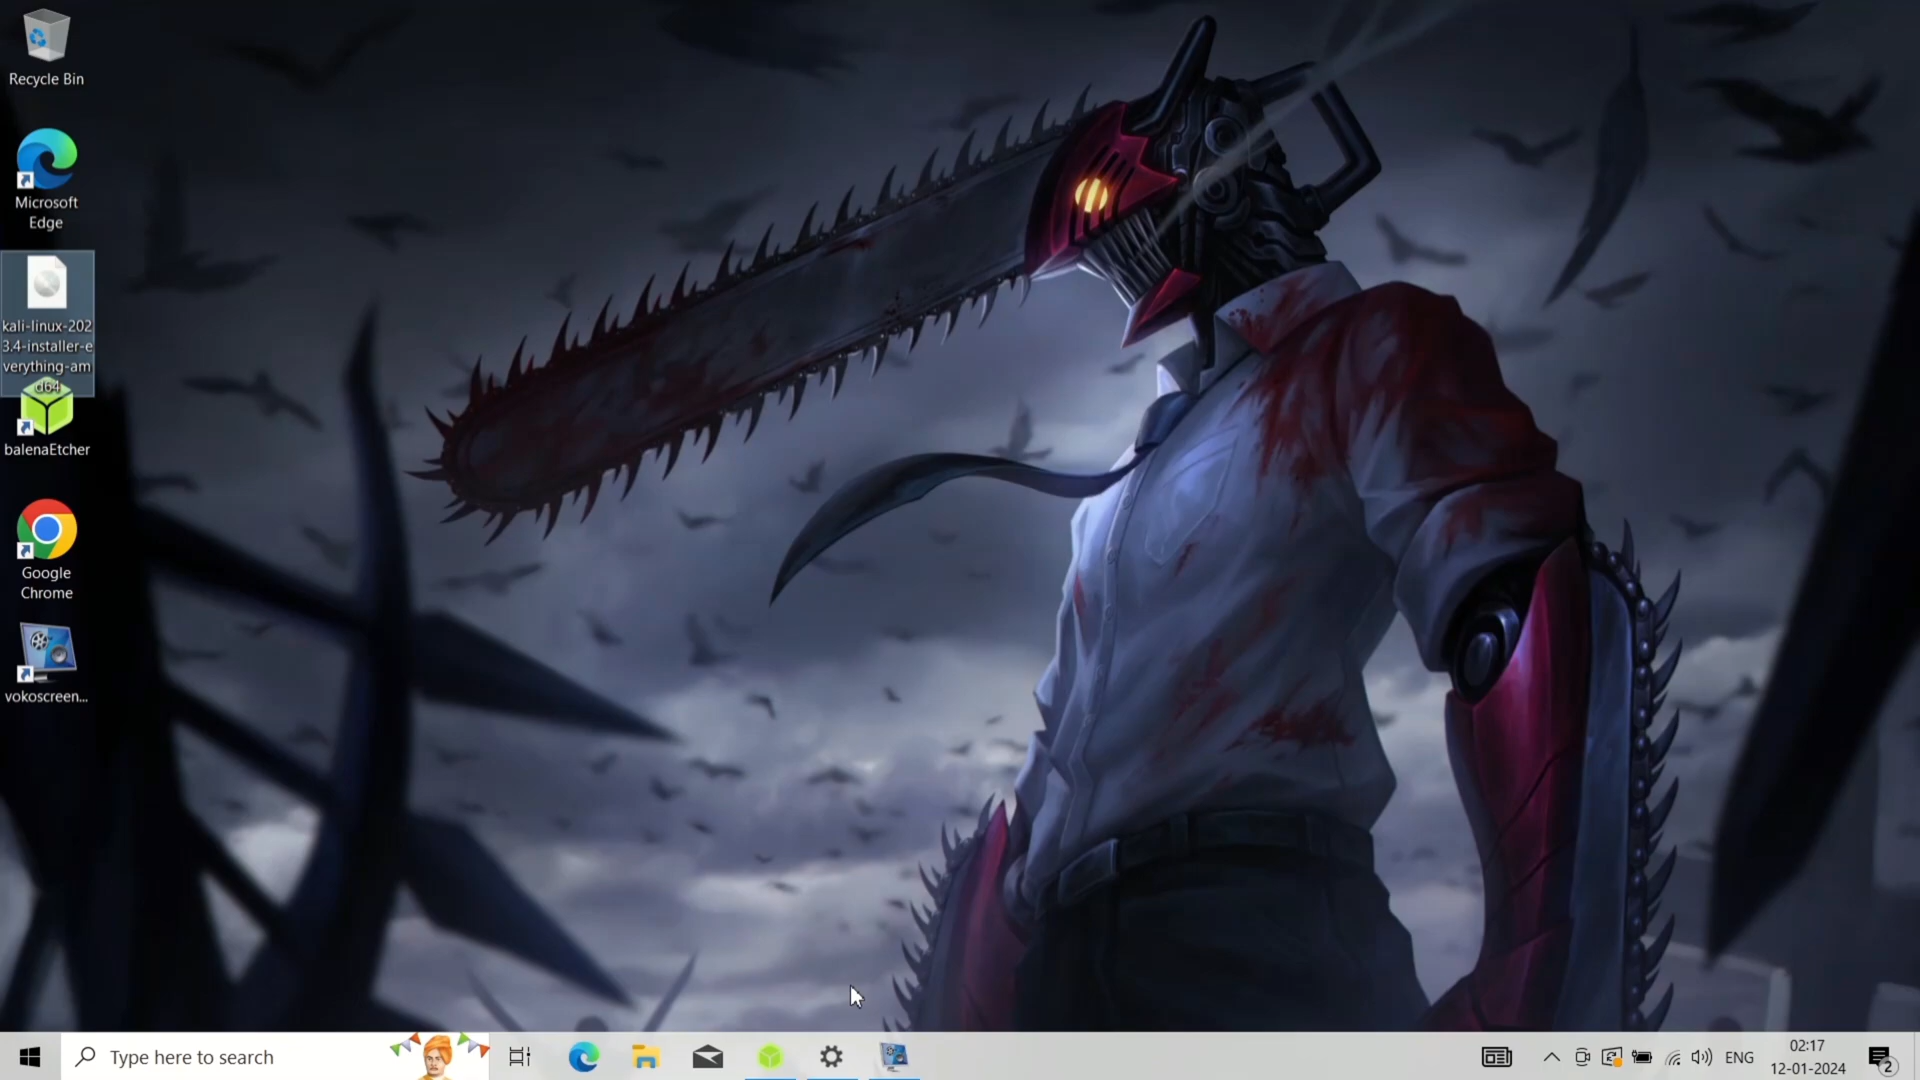 Recycle Bin
Microsoft
Edge
kali-linux-202
3.4-installer-e
verything-am
d64
balenaEtcher
Google
Chrome
vokoscreen...
Type here to search
ENG
02:17
12-01-2024
2